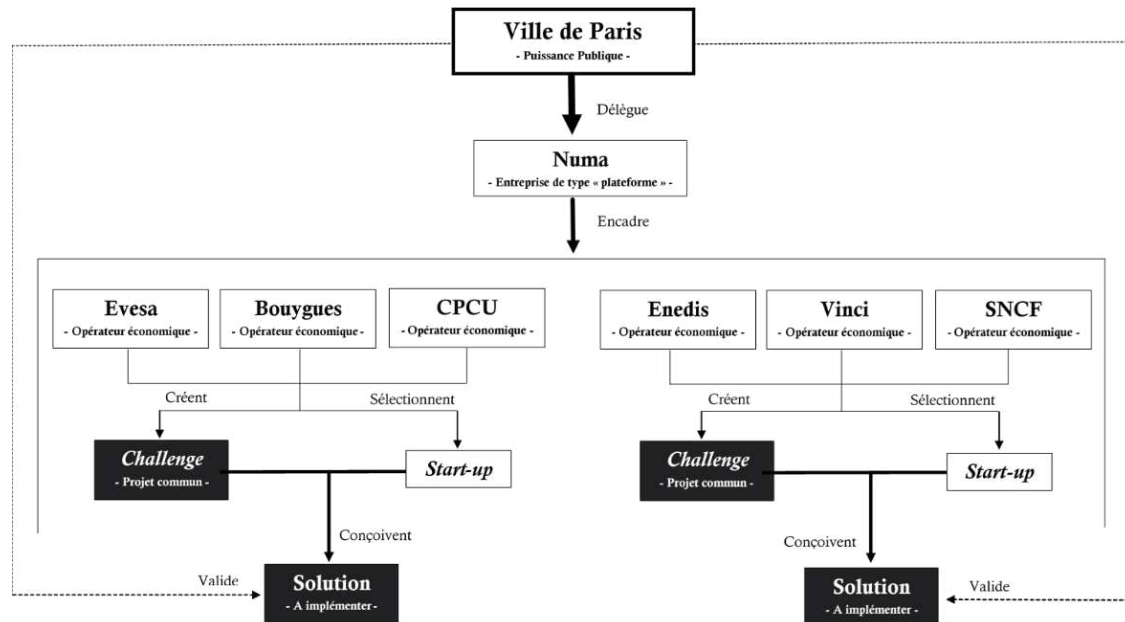 Ville de Paris
- Puissance Publique -
Délègue
Numa
- Entreprise de type « plateforme » -
Encadre
Evesa
- Opérateur économique -
Bouygues
- Opérateur économique -
CPCU
- Opérateur économique -
Enedis
- Opérateur économique -
Vinci
- Opérateur économique -
SNCF
- Opérateur économique -
Créent
Sélectionnent
Créent
Sélectionnent
Challenge
- Projet commun -
Start-up
Challenge
- Projet commun -
Start-up
Conçoivent
Conçoivent
Valide
Solution
- A implémenter -
Solution
- A implémenter -
Valide